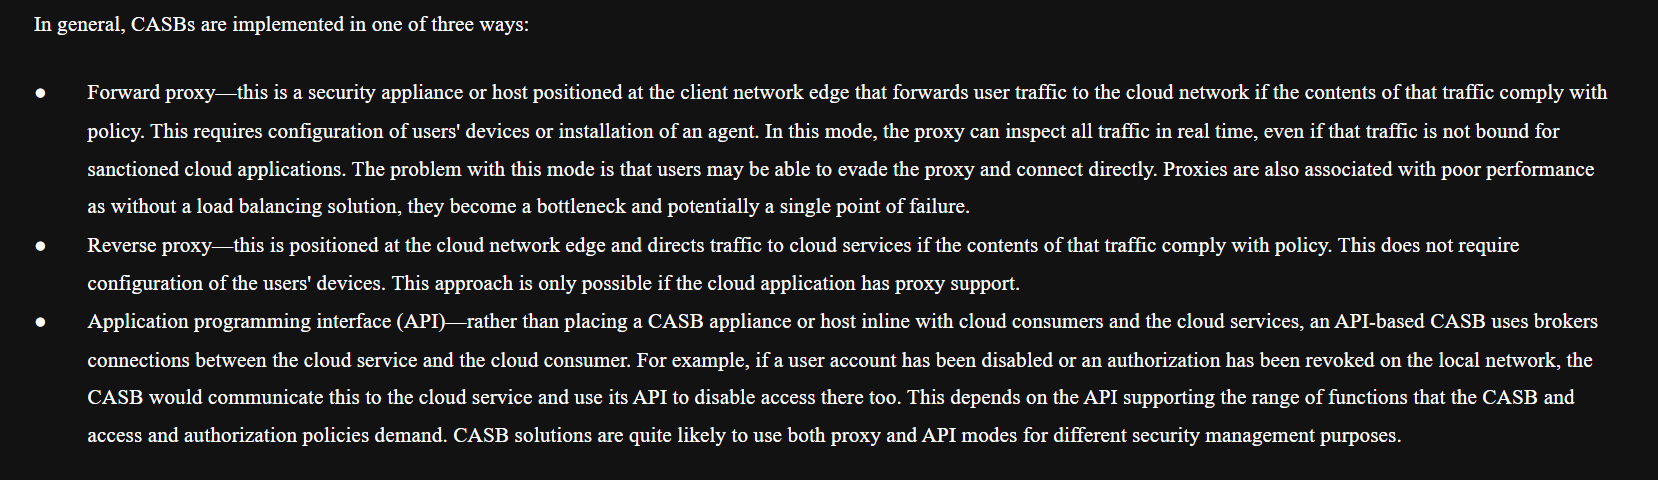 In general, CASBs are implemented in one of three ways:
● Forward proxy—this is a security appliance or host positioned at the client network edge that forwards user traffic to the cloud network if the contents of that traffic comply with
policy. This requires configuration of users' devices or installation of an agent. In this mode, the proxy can inspect all traffic in real time, even if that traffic is not bound for
sanctioned cloud applications. The problem with this mode is that users may be able to evade the proxy and connect directly. Proxies are also associated with poor performance
as without a load balancing solution, they become a bottleneck and potentially a single point of failure.
● Reverse proxy—this is positioned at the cloud network edge and directs traffic to cloud services if the contents of that traffic comply with policy. This does not require
configuration of the users' devices. This approach is only possible if the cloud application has proxy support.
● Application programming interface (API)—rather than placing a CASB appliance or host inline with cloud consumers and the cloud services, an API-based CASB uses brokers
connections between the cloud service and the cloud consumer. For example, if a user account has been disabled or an authorization has been revoked on the local network, the
CASB would communicate this to the cloud service and use its API to disable access there too. This depends on the API supporting the range of functions that the CASB and
access and authorization policies demand. CASB solutions are quite likely to use both proxy and API modes for different security management purposes.